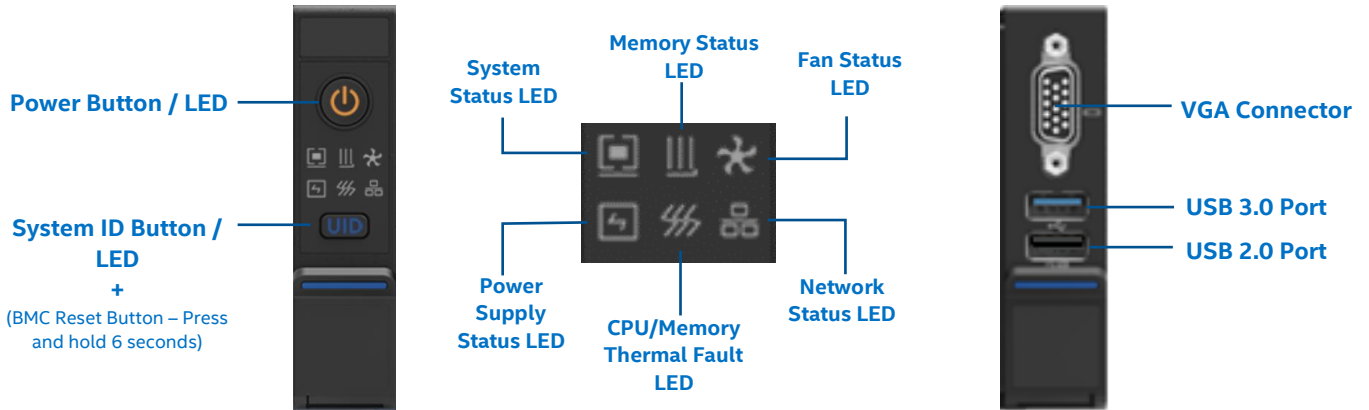 Power Button / LED
System ID Button /
LED
+
(BMC Reset Button – Press
and hold 6 seconds)
UID
System
Status LED
Memory Status
LED
Fan Status
LED
Power
Supply
Status LED
CPU/Memory
Thermal Fault
LED
Network
Status LED
VGA Connector
USB 3.0 Port
USB 2.0 Port